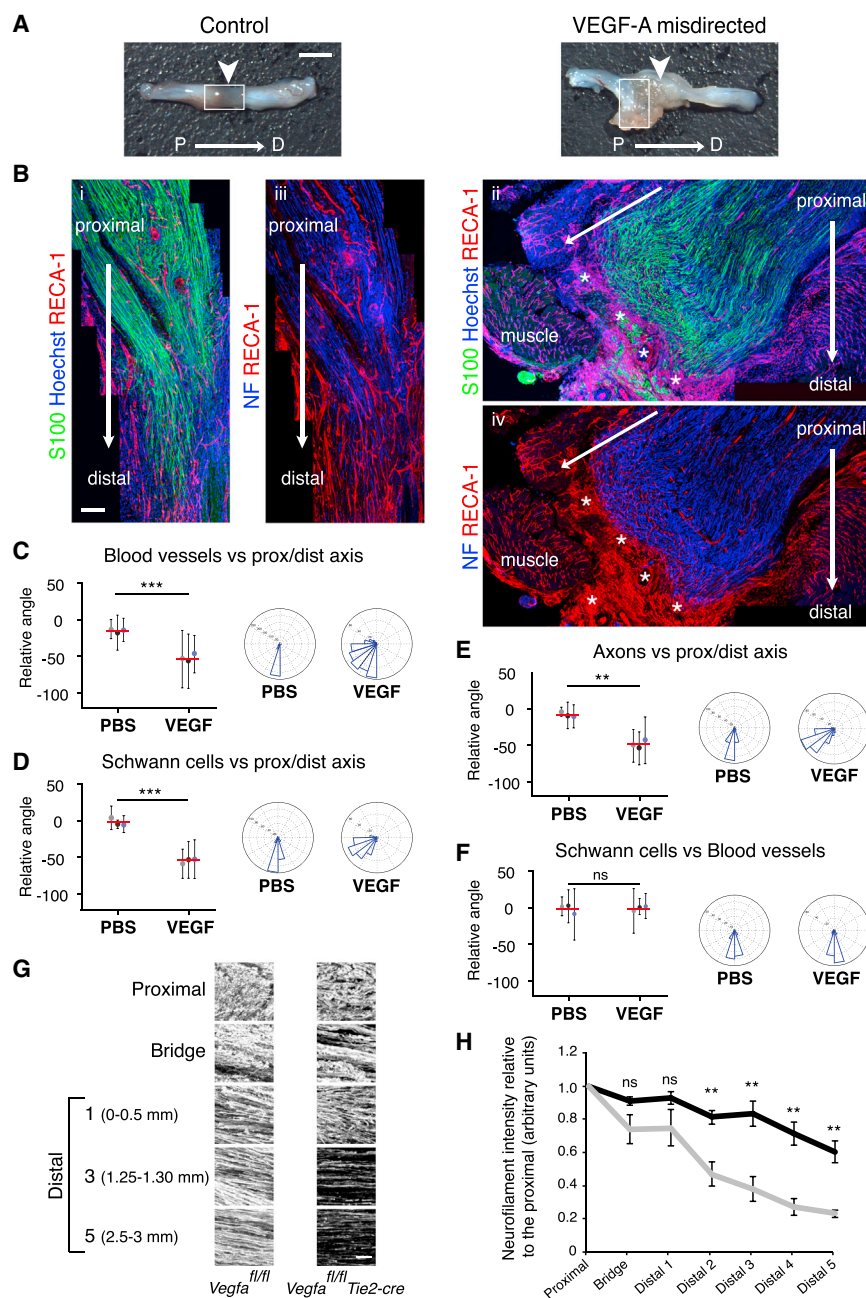 A
Control
VEGF-A misdirected
P D
P D
B
i
proximal
distal
S100 Hoechst RECA-1
iii
proximal
distal
NF RECA-1
ii
proximal
muscle
distal
S100 Hoechst RECA-1
iv
proximal
muscle
distal
NF RECA-1
* * * *
* * * * *
C
Blood vessels vs prox/dist axis
Relative angle
50
0
-50
-100
***
PBS VEGF
PBS
VEGF
D
Schwann cells vs prox/dist axis
Relative angle
50
0
-50
-100
***
PBS VEGF
PBS
VEGF
E
Axons vs prox/dist axis
Relative angle
50
0
-50
-100
**
PBS VEGF
PBS
VEGF
F
Schwann cells vs Blood vessels
Relative angle
50
0
-50
-100
ns
PBS VEGF
PBS
VEGF
G
Proximal
Bridge
Distal
1 (0-0.5 mm)
3 (1.25-1.30 mm)
5 (2.5-3 mm)
Vegfa fl/fl
Vegfa fl/fl Tie2-cre
H
Neurofilament intensity relative
to the proximal (arbitrary units)
1.2
1.0
0.8
0.6
0.4
0.2
0
ns ns ** ** ** **
Proximal
Bridge
Distal 1
Distal 2
Distal 3
Distal 4
Distal 5